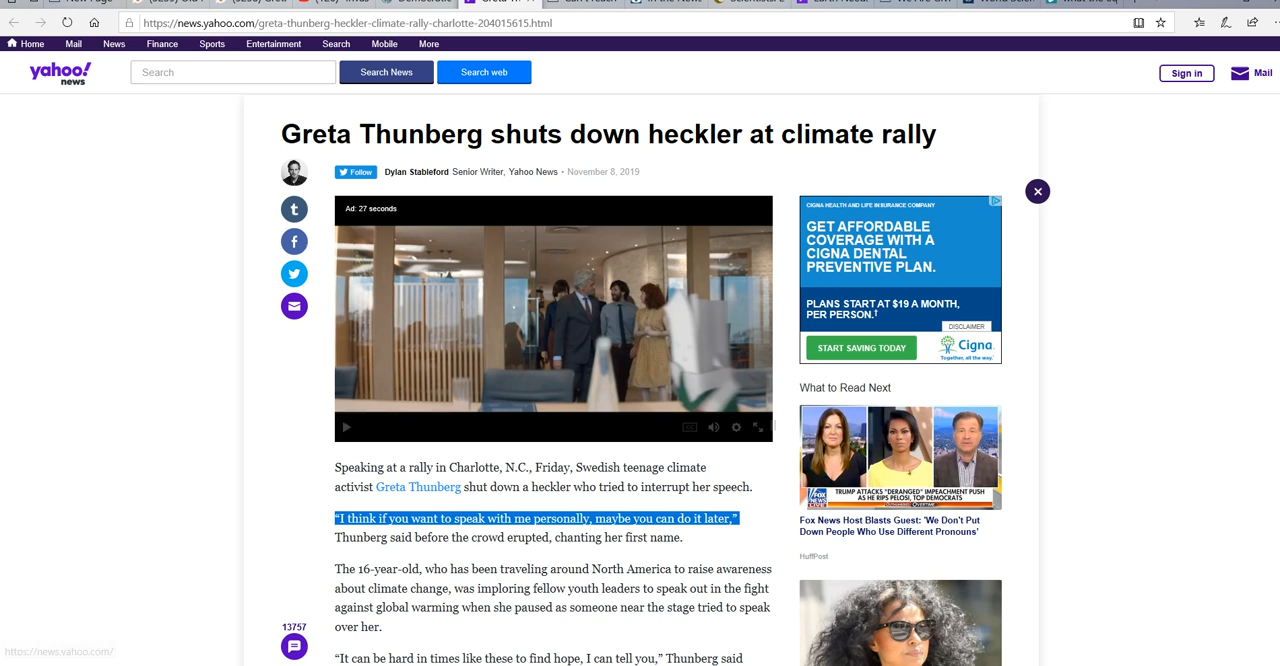 https://news.yahoo.com/greta-thunberg-heckler-climate-rally-charlotte-204015615.html
Home Mail News Finance Sports Entertainment Search Mobile More
yahoo!
news
Search
Search News
Search web
Sign in
Mail
Greta Thunberg shuts down heckler at climate rally
Follow
Dylan Stableford Senior Writer, Yahoo News • November 8, 2019
Ad: 27 seconds
CIGNA HEALTH AND LIFE INSURANCE COMPANY
GET AFFORDABLE
COVERAGE WITH A
CIGNA DENTAL
PREVENTIVE PLAN.
PLANS START AT $19 A MONTH,
PER PERSON.†
DISCLAIMER
START SAVING TODAY
Cigna
Together, all the way.
What to Read Next
FOX NEWS
TRUMP ATTACKS "DERANGED" IMPEACHMENT PUSH
AS HE RIPS PELOSI, TOP DEMOCRATS
OVERTIME
Fox News Host Blasts Guest: 'We Don't Put
Down People Who Use Different Pronouns'
HuffPost
Speaking at a rally in Charlotte, N.C., Friday, Swedish teenage climate
activist Greta Thunberg shut down a heckler who tried to interrupt her speech.
“I think if you want to speak with me personally, maybe you can do it later,”
Thunberg said before the crowd erupted, chanting her first name.
The 16-year-old, who has been traveling around North America to raise awareness
about climate change, was imploring fellow youth leaders to speak out in the fight
against global warming when she paused as someone near the stage tried to speak
over her.
“It can be hard in times like these to find hope, I can tell you,” Thunberg said
13757
https://news.yahoo.com/